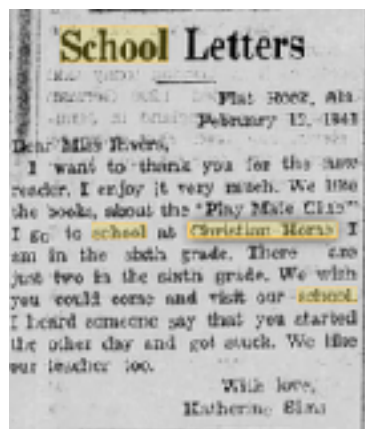 School Letters
Flat Rock, Ala.
February 12, 1941
Dear Miss Rivers,
I want to thank you for the new
reader. I enjoy it very much. We like
the books, about the "Play Mate Club"
I go to school at Christian Home I
am in the sixth grade. There are
just two in the sixth grade. We wish
you could come and visit our school.
I heard someone say that you started
the other day and got stuck. We like
our teacher too.
With love,
Katherine Sims